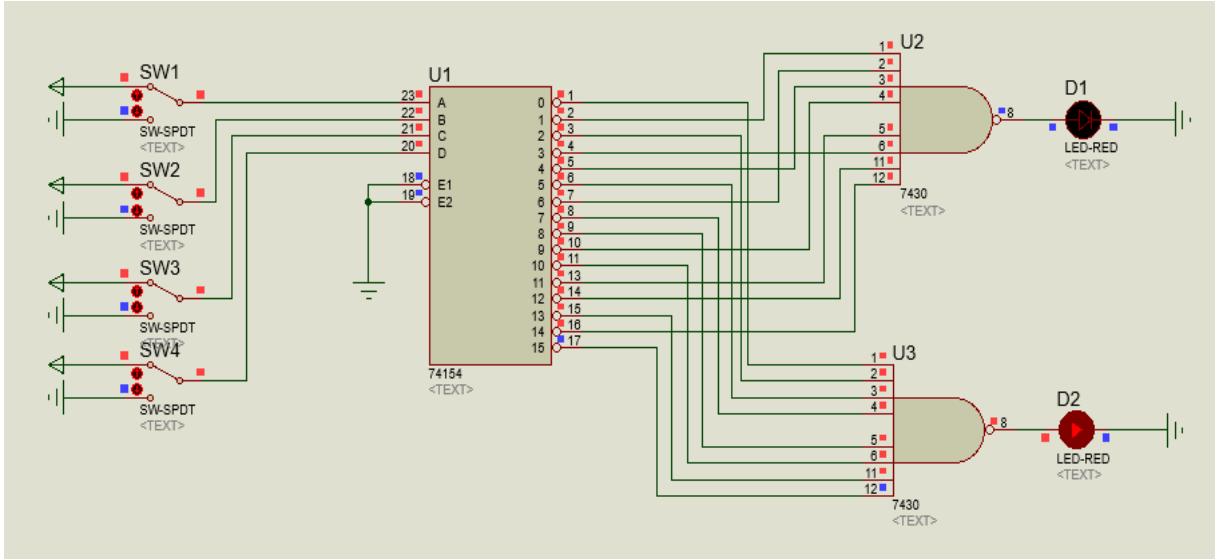 SW1
SW-SPDT
<TEXT>
SW2
SW-SPDT
<TEXT>
SW3
SW-SPDT
<TEXT>
SW4
SW-SPDT
<TEXT>
U1
23 A 0 1
22 B 1 2
21 C 2 3
20 D 3 4
4 5
18 E1 5 6
19 E2 6 7
7 8
8 9
9 10
10 11
11 13
12 14
13 15
14 16
15 17
74154
<TEXT>
U2
1
2
3
4
5
6
11
12
8
7430
<TEXT>
D1
LED-RED
<TEXT>
U3
1
2
3
4
5
6
11
12
8
7430
<TEXT>
D2
LED-RED
<TEXT>